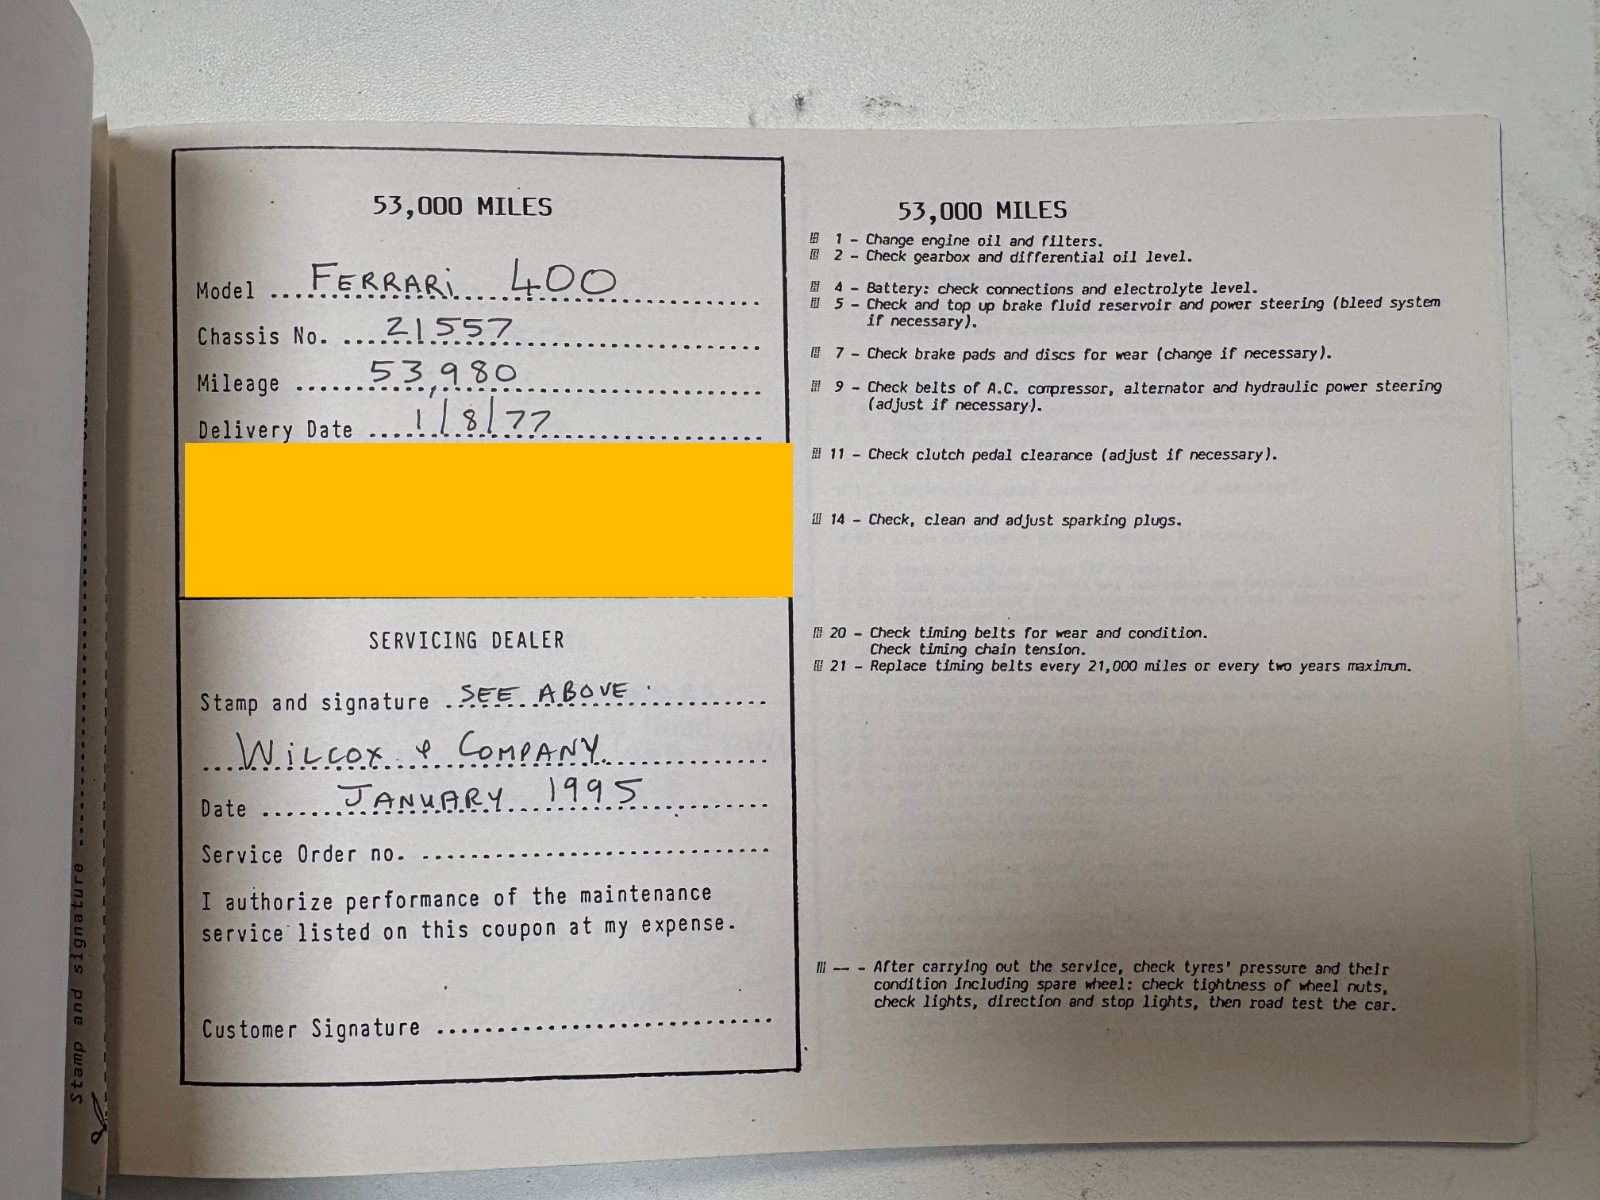 53,000 MILES
Model ... FERRARI 400
Chassis No. ... 21557
Mileage ... 53,980
Delivery Date ... 1/8/77
SERVICING DEALER
Stamp and signature ... SEE ABOVE.
WILCOX & COMPANY.
Date ... JANUARY 1995
Service Order no. ...
I authorize performance of the maintenance
service listed on this coupon at my expense.
Customer Signature ...
53,000 MILES
1 – Change engine oil and filters.
2 – Check gearbox and differential oil level.
4 – Battery: check connections and electrolyte level.
5 – Check and top up brake fluid reservoir and power steering (bleed system
if necessary).
7 – Check brake pads and discs for wear (change if necessary).
9 – Check belts of A.C. compressor, alternator and hydraulic power steering
(adjust if necessary).
11 – Check clutch pedal clearance (adjust if necessary).
14 – Check, clean and adjust sparking plugs.
20 – Check timing belts for wear and condition.
Check timing chain tension.
21 – Replace timing belts every 21,000 miles or every two years maximum.
–– – After carrying out the service, check tyres' pressure and their
condition including spare wheel: check tightness of wheel nuts,
check lights, direction and stop lights, then road test the car.
Stamp and signature ...